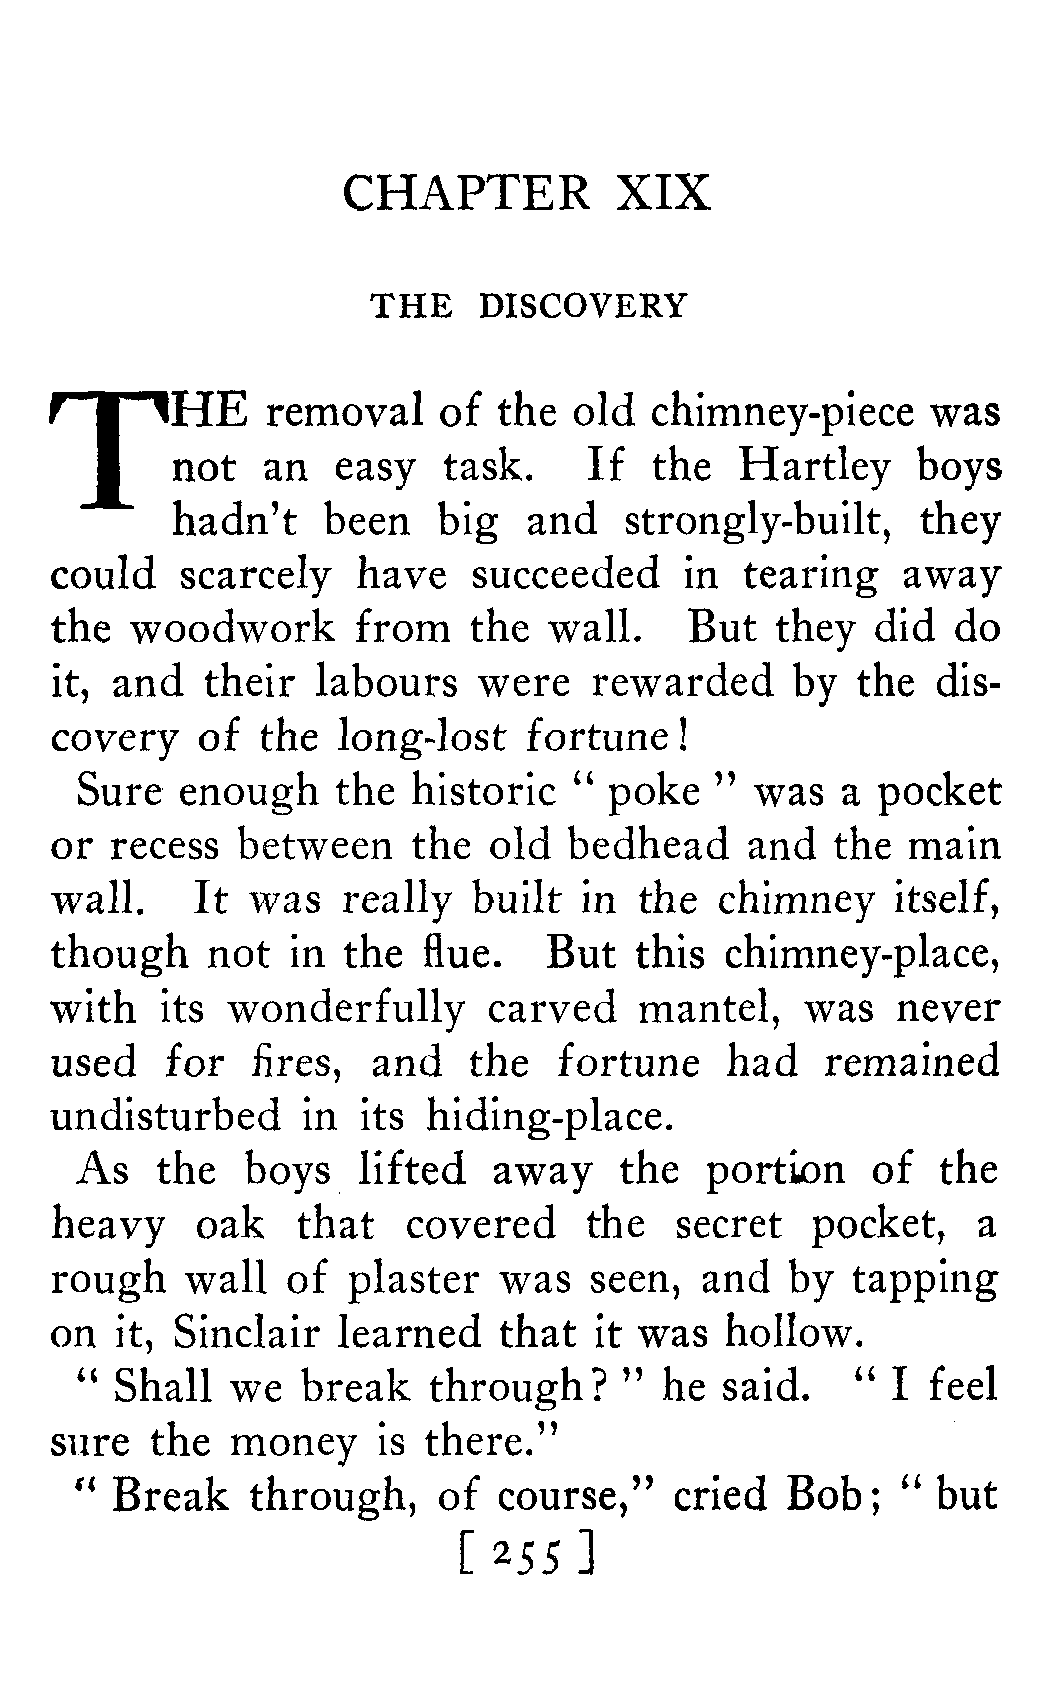 CHAPTER XIX
THE DISCOVERY
THE removal of the old chimney-piece was
not an easy task. If the Hartley boys
hadn't been big and strongly-built, they
could scarcely have succeeded in tearing away
the woodwork from the wall. But they did do
it, and their labours were rewarded by the dis-
covery of the long-lost fortune!
Sure enough the historic " poke " was a pocket
or recess between the old bedhead and the main
wall. It was really built in the chimney itself,
though not in the flue. But this chimney-place,
with its wonderfully carved mantel, was never
used for fires, and the fortune had remained
undisturbed in its hiding-place.
As the boys lifted away the portion of the
heavy oak that covered the secret pocket, a
rough wall of plaster was seen, and by tapping
on it, Sinclair learned that it was hollow.
" Shall we break through? " he said. " I feel
sure the money is there."
" Break through, of course," cried Bob; " but
[ 255 ]